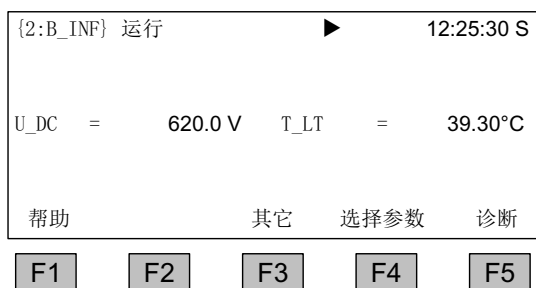 {2:B_INF} 运行 ▶ 12:25:30 S
U_DC = 620.0 V T_LT = 39.30°C
帮助 其它 选择参数 诊断
F1 F2 F3 F4 F5